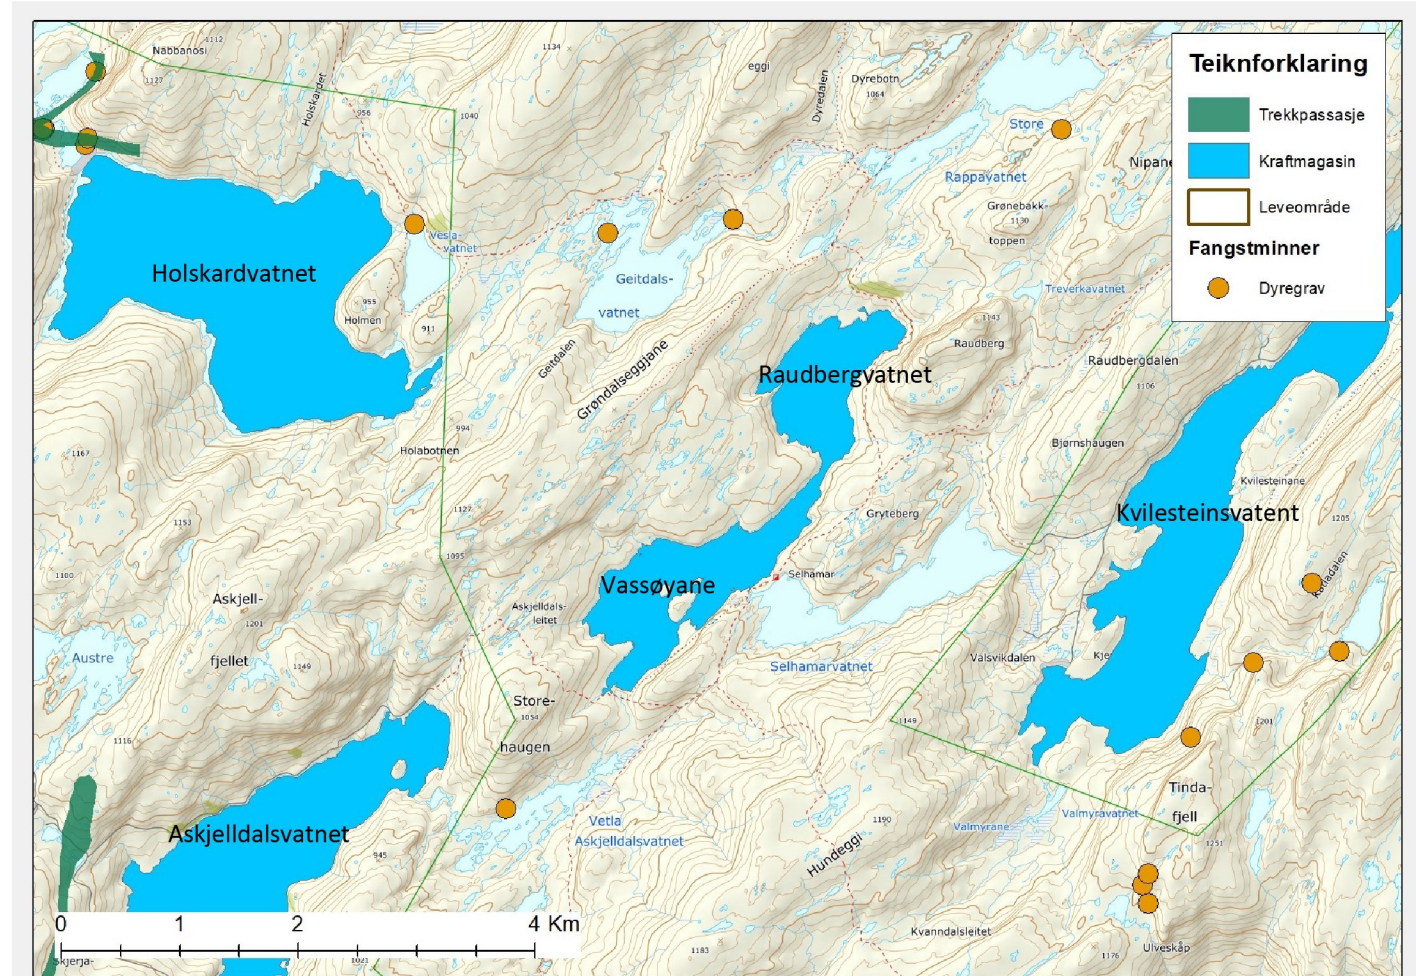 Nabbanosi
1112
1127
Holskardet
956
1040
1134
eggi
Dyredalen
Dyrebotn
1064
Store
Rappavatnet
Nipane
Grønebakk-
1130
toppen
Teiknforklaring
Trekkpassasje
Kraftmagasin
Leveområde
Fangstminner
Dyregrav
Vesla-
vatnet
Holskardvatnet
955
Holmen
911
Geitdals-
vatnet
Geitdalen
Grøndalseggjane
Treverkavatnet
1143
Raudberg
Raudbergvatnet
Raudbergdalen
1106
Bjørnshaugen
994
Holabotnen
1167
1127
1153
1095
1100
Kvilesteinane
1205
Kvilesteinsvatent
Gryteberg
Selhamar
Vassøyane
Askjelldals-
leitet
Askjell-
1201
fjellet
1149
Austre
Selhamarvatnet
Valsvikdalen
1149
1201
Store-
1054
haugen
1116
Tinda-
fjell
1251
Valmyravatnet
Valmyrane
1190
Hundeggi
Vetla
Askjelldalsvatnet
Askjelldalsvatnet
945
0 1 2 4 Km
1021
1183
Kvanndalsleitet
1176
Ulveskåp